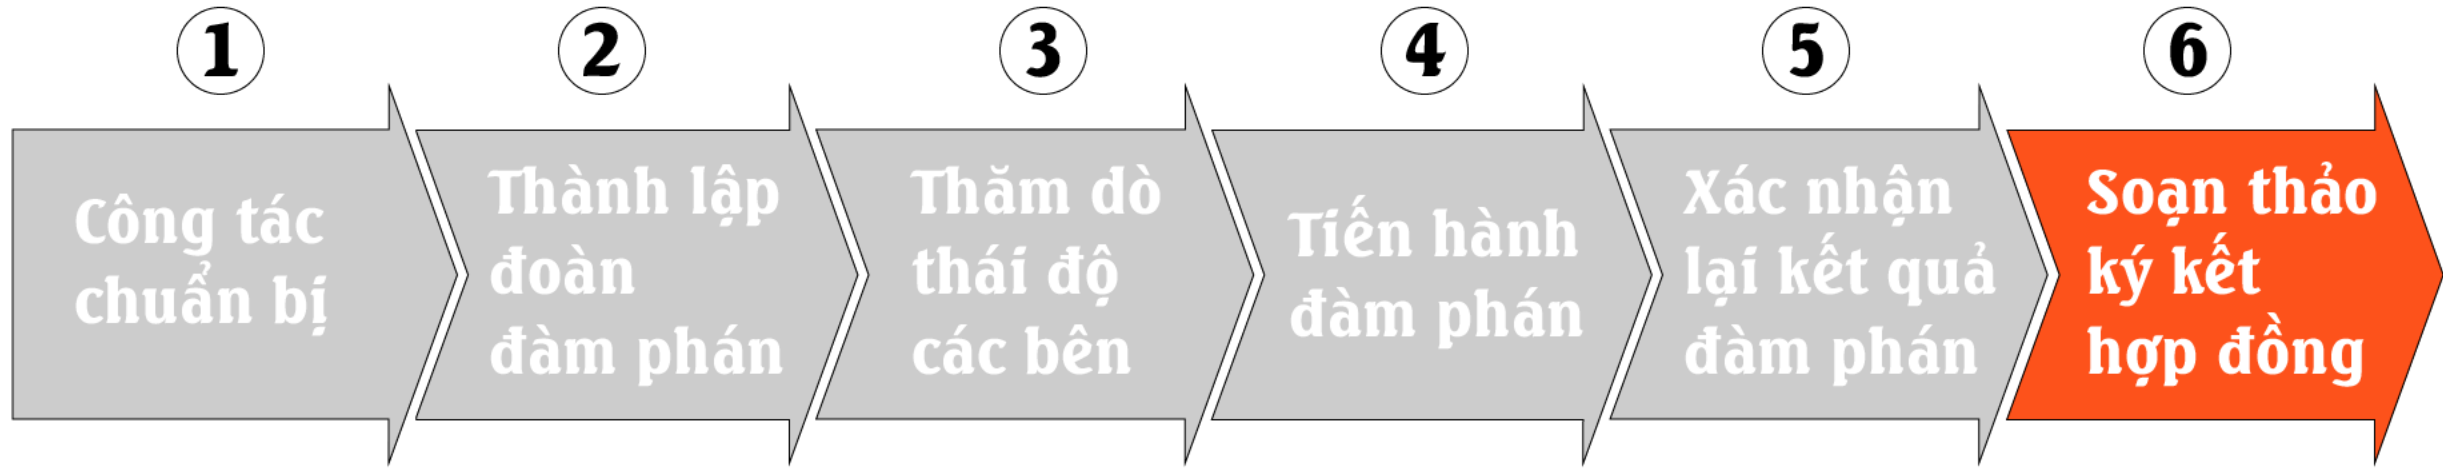 1
Công tác
chuẩn bị
2
Thành lập
đoàn
đàm phán
3
Thăm dò
thái độ
các bên
4
Tiến hành
đàm phán
5
Xác nhận
lại kết quả
đàm phán
6
Soạn thảo
ký kết
hợp đồng